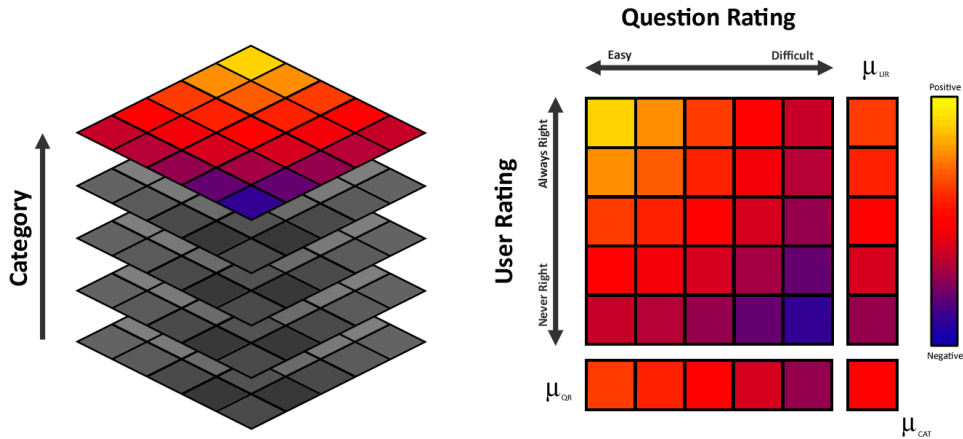 Category
Question Rating
Easy
Difficult
μUR
User Rating
Always Right
Never Right
Positive
Negative
μQR
μCAT